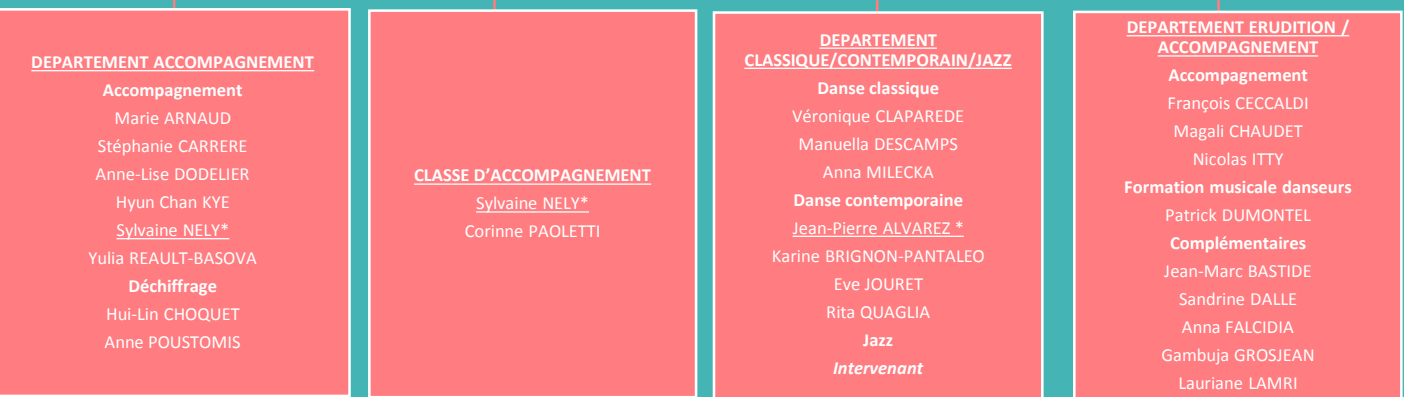 DEPARTEMENT ACCOMPAGNEMENT
Accompagnement
Marie ARNAUD
Stéphanie CARRERE
Anne-Lise DODELIER
Hyun Chan KYE
Sylvaine NELY*
Yulia REAULT-BASOVA
Déchiffrage
Hui-Lin CHOQUET
Anne POUSTOMIS
CLASSE D’ACCOMPAGNEMENT
Sylvaine NELY*
Corinne PAOLETTI
DEPARTEMENT
CLASSIQUE/CONTEMPORAIN/JAZZ
Danse classique
Véronique CLAPAREDE
Manuella DESCAMPS
Anna MILECKA
Danse contemporaine
Jean-Pierre ALVAREZ *
Karine BRIGNON-PANTALEO
Eve JOURET
Rita QUAGLIA
Jazz
Intervenant
DEPARTEMENT ERUDITION /
ACCOMPAGNEMENT
Accompagnement
François CECCALDI
Magali CHAUDET
Nicolas ITTY
Formation musicale danseurs
Patrick DUMONTEL
Complémentaires
Jean-Marc BASTIDE
Sandrine DALLE
Anna FALCIDIA
Gambuja GROSJEAN
Lauriane LAMRI